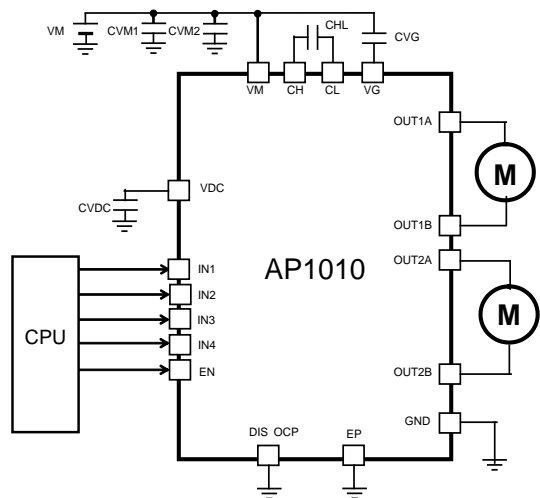 CHL
VM
CVM1
CVM2
CVG
VM
CH
CL
VG
OUT1A
M
VDC
CVDC
OUT1B
OUT2A
AP1010
IN1
IN2
IN3
IN4
EN
CPU
M
OUT2B
GND
DIS OCP
EP